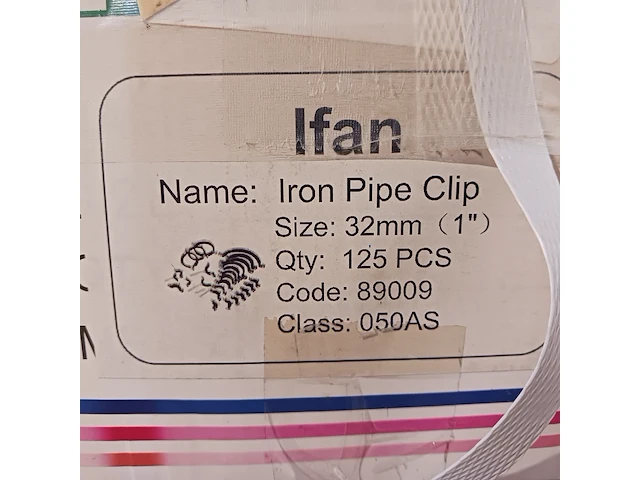 Ifan
Name: Iron Pipe Clip
Size: 32mm（1"）
Qty: 125 PCS
Code: 89009
Class: 050AS